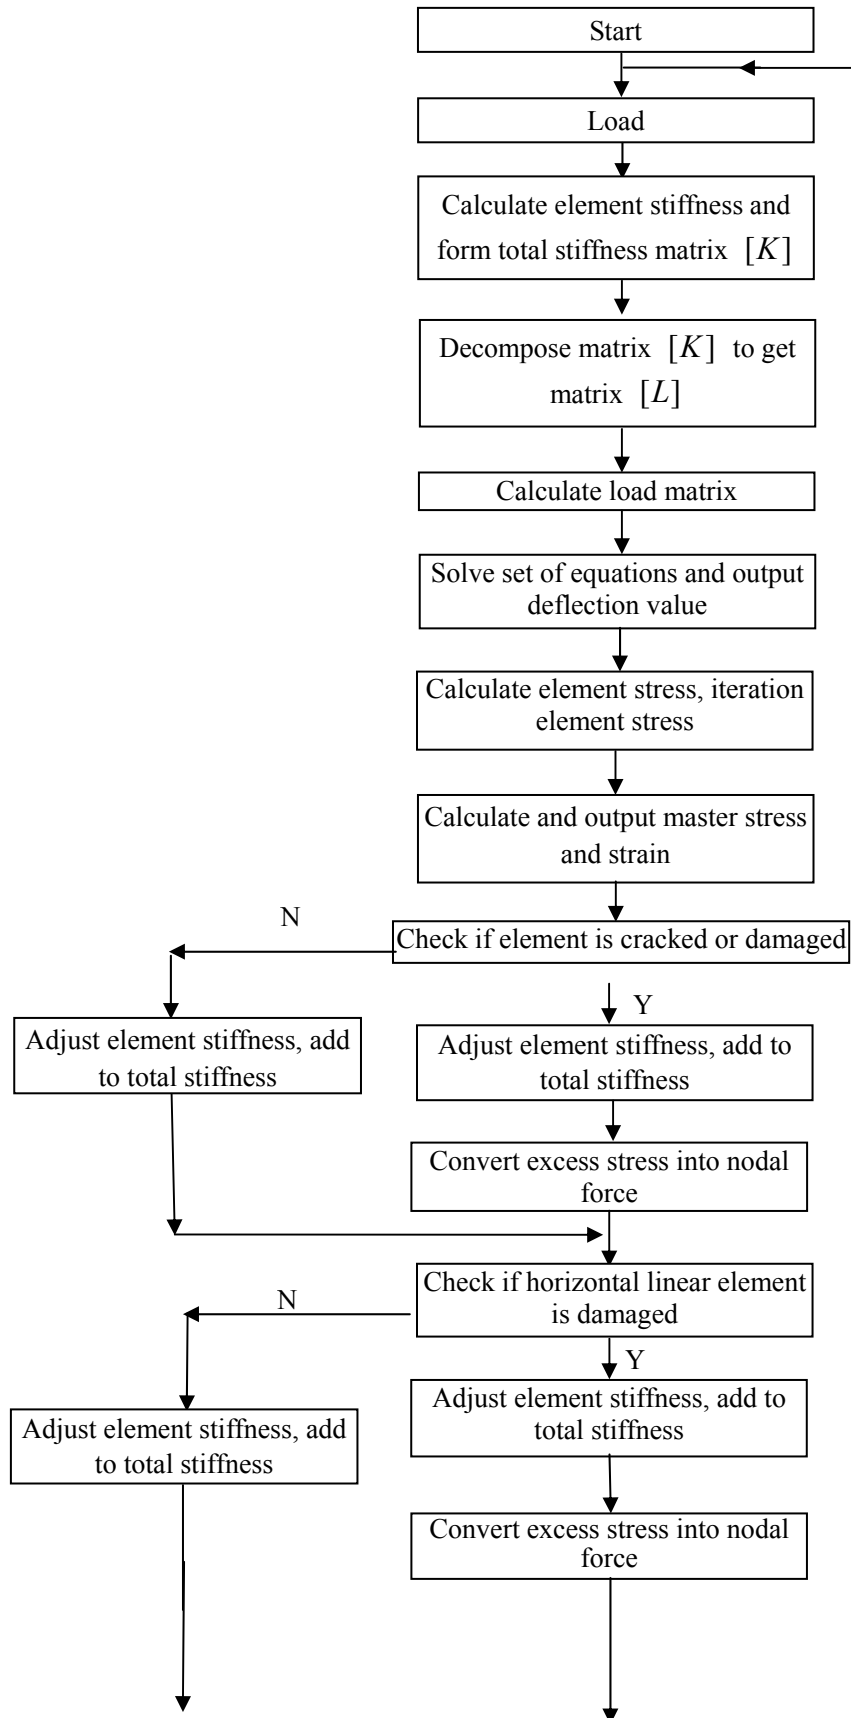 Start
Load
Calculate element stiffness and
form total stiffness matrix [K]
Decompose matrix [K] to get
matrix [L]
Calculate load matrix
Solve set of equations and output
deflection value
Calculate element stress, iteration
element stress
Calculate and output master stress
and strain
N
Check if element is cracked or damaged
Y
Adjust element stiffness, add
to total stiffness
Adjust element stiffness, add to
total stiffness
Convert excess stress into nodal
force
Check if horizontal linear element
is damaged
N
Y
Adjust element stiffness, add to
total stiffness
Adjust element stiffness, add
to total stiffness
Convert excess stress into nodal
force